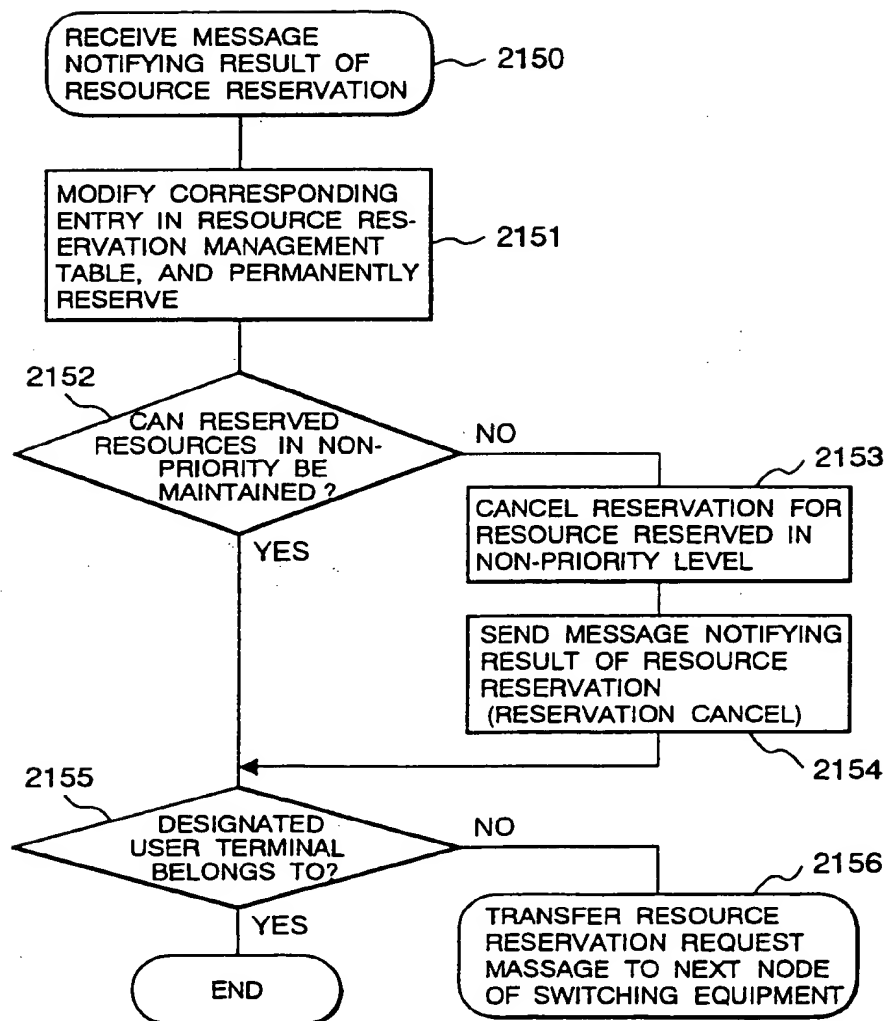 RECEIVE MESSAGE
NOTIFYING RESULT OF
RESOURCE RESERVATION
2150
MODIFY CORRESPONDING
ENTRY IN RESOURCE RES-
ERVATION MANAGEMENT
TABLE, AND PERMANENTLY
RESERVE
2151
2152
CAN RESERVED
RESOURCES IN NON-
PRIORITY BE
MAINTAINED ?
NO
YES
2153
CANCEL RESERVATION FOR
RESOURCE RESERVED IN
NON-PRIORITY LEVEL
SEND MESSAGE NOTIFYING
RESULT OF RESOURCE
RESERVATION
(RESERVATION CANCEL)
2154
2155
DESIGNATED
USER TERMINAL
BELONGS TO?
NO
YES
2156
TRANSFER RESOURCE
RESERVATION REQUEST
MASSAGE TO NEXT NODE
OF SWITCHING EQUIPMENT
END